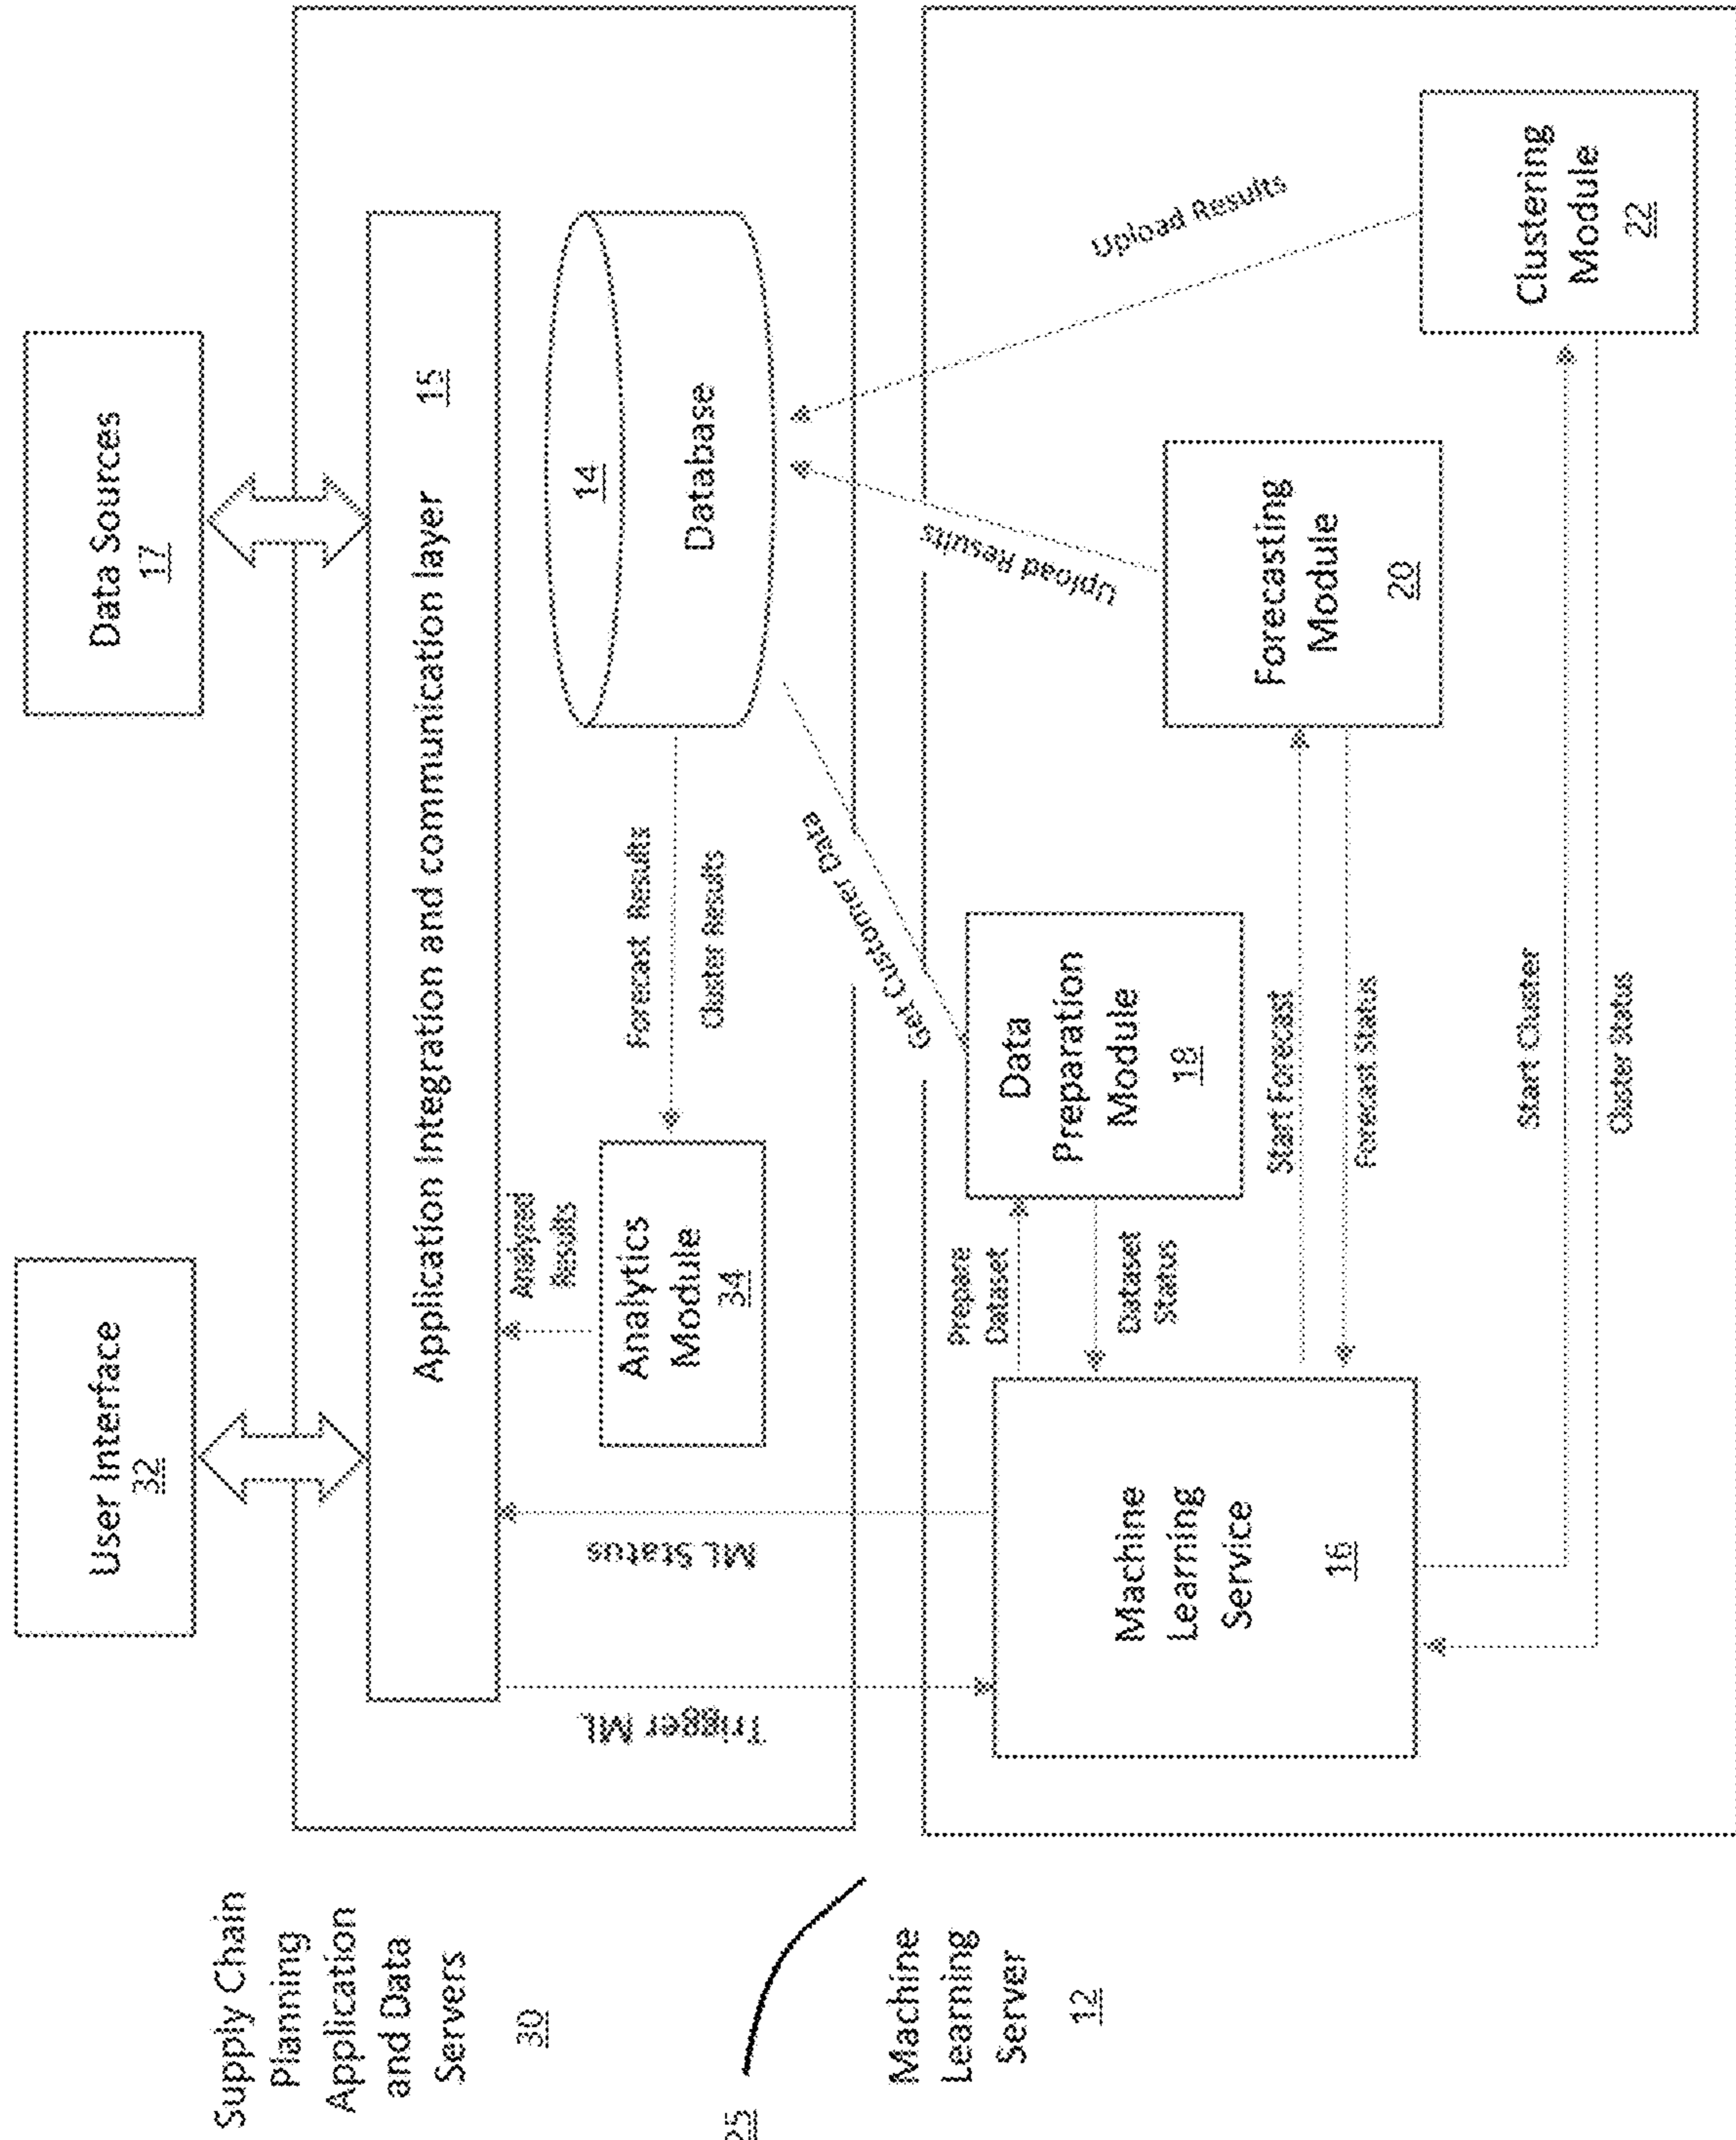 User Interface
32
Data Sources
17
Supply Chain
Planning
Application
and Data
Servers
30
Application Integration and communication layer 15
Trigger ML
ML Status
Analyzed
Results
Analytics
Module
34
Forecast Results
Cluster Results
14
Database
25
Get Customer Data
Upload Results
Upload Results
Machine
Learning
Server
12
Machine
Learning
Service
16
Prepare
Dataset
Dataset
Status
Data
Preparation
Module
18
Start Forecast
Forecast Status
Forecasting
Module
20
Start Cluster
Cluster Status
Clustering
Module
22